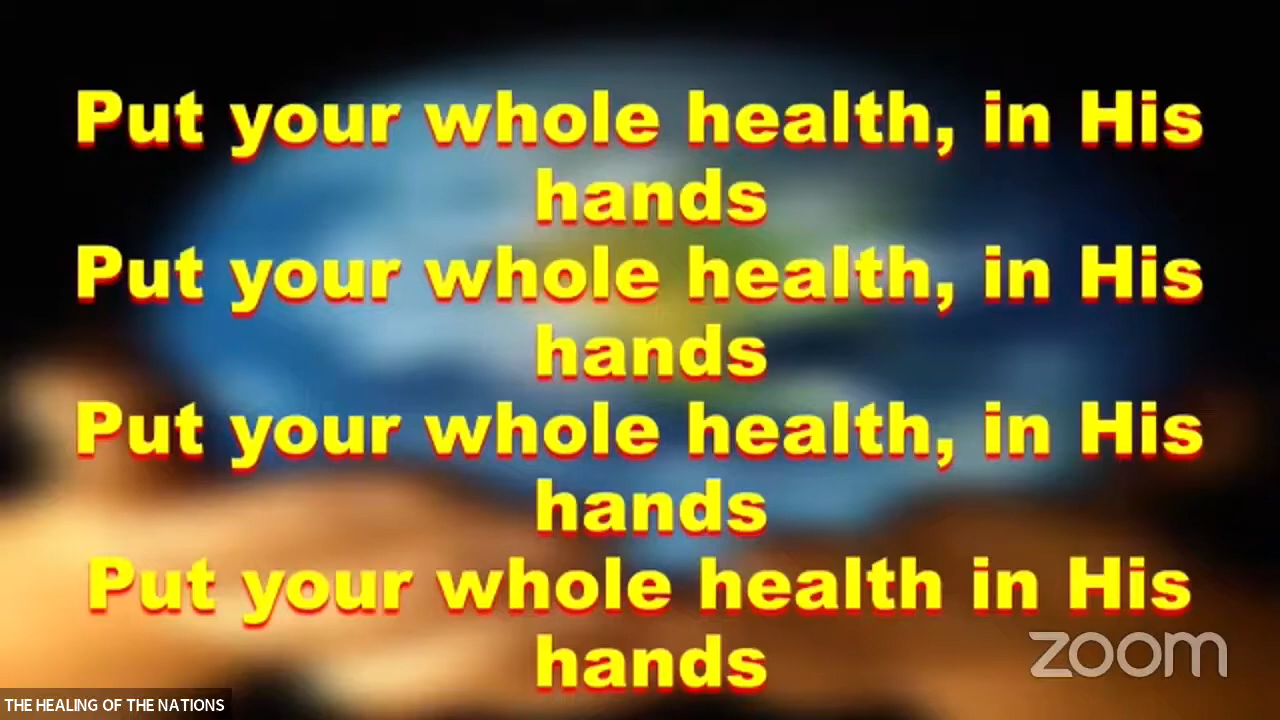 Put your whole health, in His
hands
Put your whole health, in His
hands
Put your whole health, in His
hands
Put your whole health in His
hands
zoom
THE HEALING OF THE NATIONS